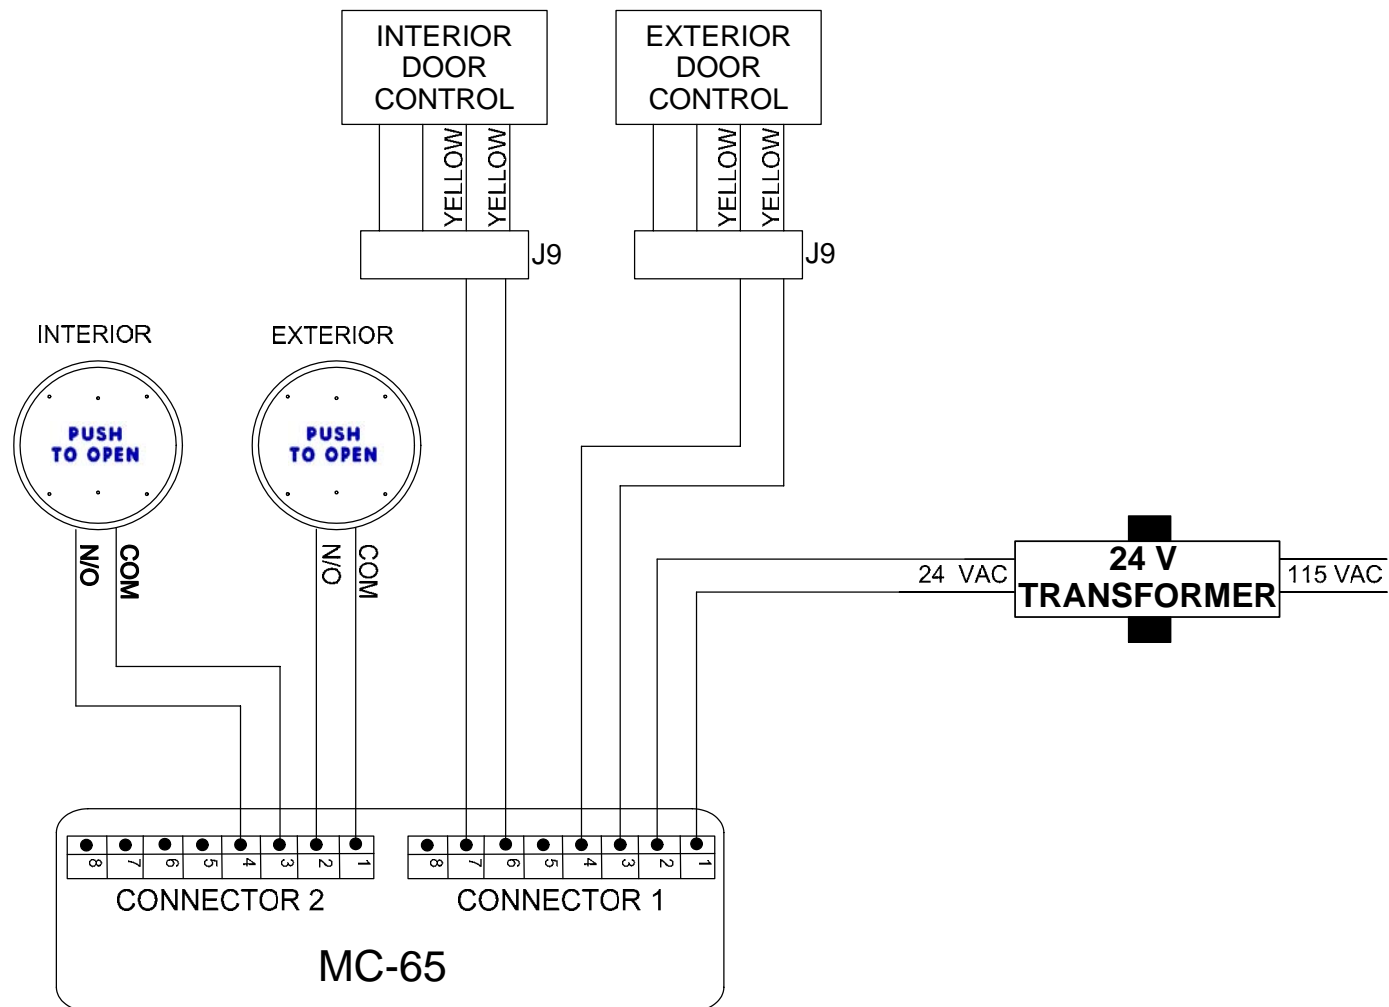 INTERIOR
DOOR
CONTROL
EXTERIOR
DOOR
CONTROL
YELLOW
YELLOW
YELLOW
YELLOW
J9
J9
INTERIOR
EXTERIOR
PUSH
TO OPEN
PUSH
TO OPEN
N/O
COM
N/O
COM
24 VAC
24 V
TRANSFORMER
115 VAC
8 7 6 5 4 3 2 1
8 7 6 5 4 3 2 1
CONNECTOR 2
CONNECTOR 1
MC-65